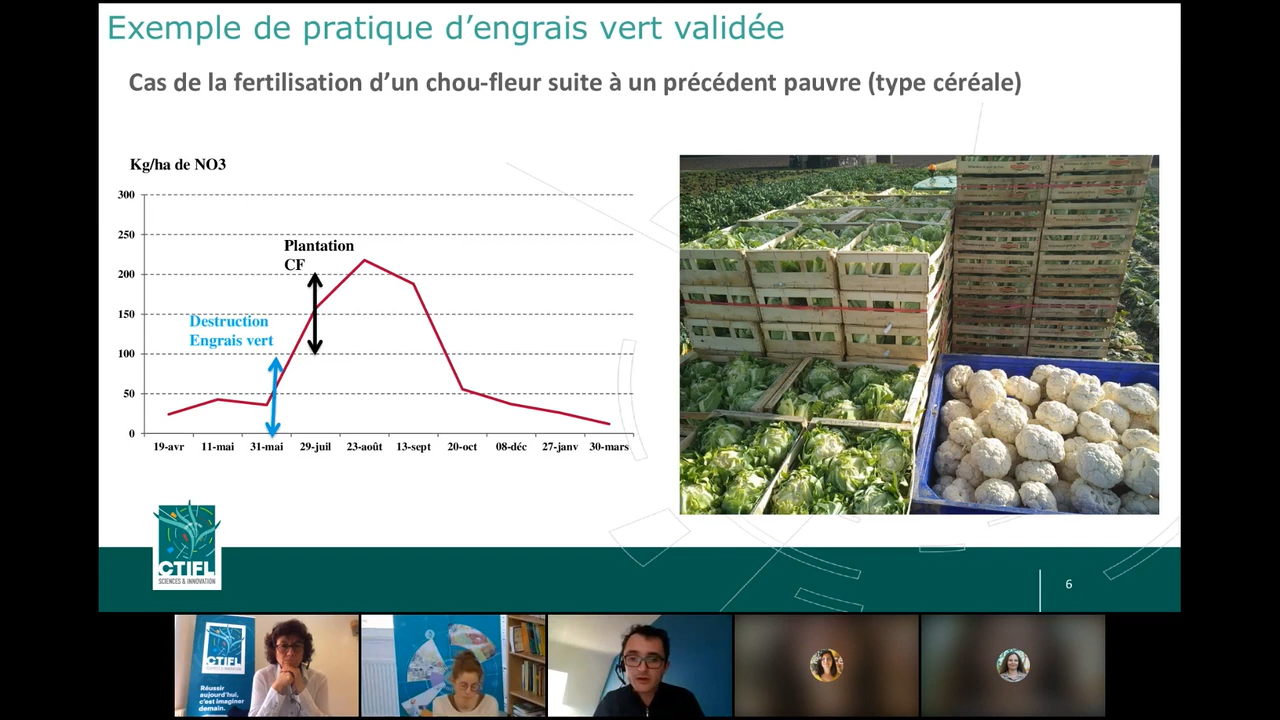 Exemple de pratique d’engrais vert validée
Cas de la fertilisation d’un chou-fleur suite à un précédent pauvre (type céréale)
Kg/ha de NO3
300
250
200
150
100
50
0
Plantation
CF
Destruction
Engrais vert
19-avr 11-mai 31-mai 29-juil 23-août 13-sept 20-oct 08-déc 27-janv 30-mars
CTIFL
SCIENCES & INNOVATION
6
CTIFL
Réussir
aujourd'hui,
c'est imaginer
demain.